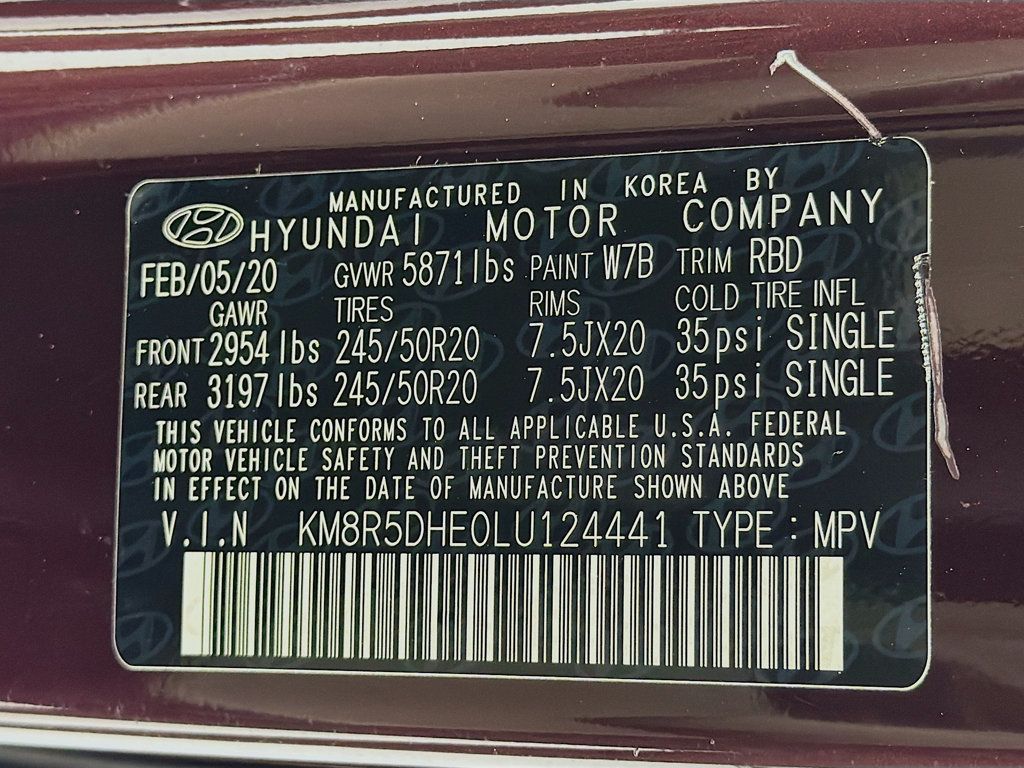 MANUFACTURED IN KOREA BY
HYUNDAI MOTOR COMPANY
FEB/05/20 GVWR 5871lbs PAINT W7B TRIM RBD
GAWR TIRES RIMS COLD TIRE INFL
FRONT 2954lbs 245/50R20 7.5JX20 35psi SINGLE
REAR 3197lbs 245/50R20 7.5JX20 35psi SINGLE
THIS VEHICLE CONFORMS TO ALL APPLICABLE U.S.A. FEDERAL
MOTOR VEHICLE SAFETY AND THEFT PREVENTION STANDARDS
IN EFFECT ON THE DATE OF MANUFACTURE SHOWN ABOVE
V.I.N KM8R5DHE0LU124441 TYPE : MPV